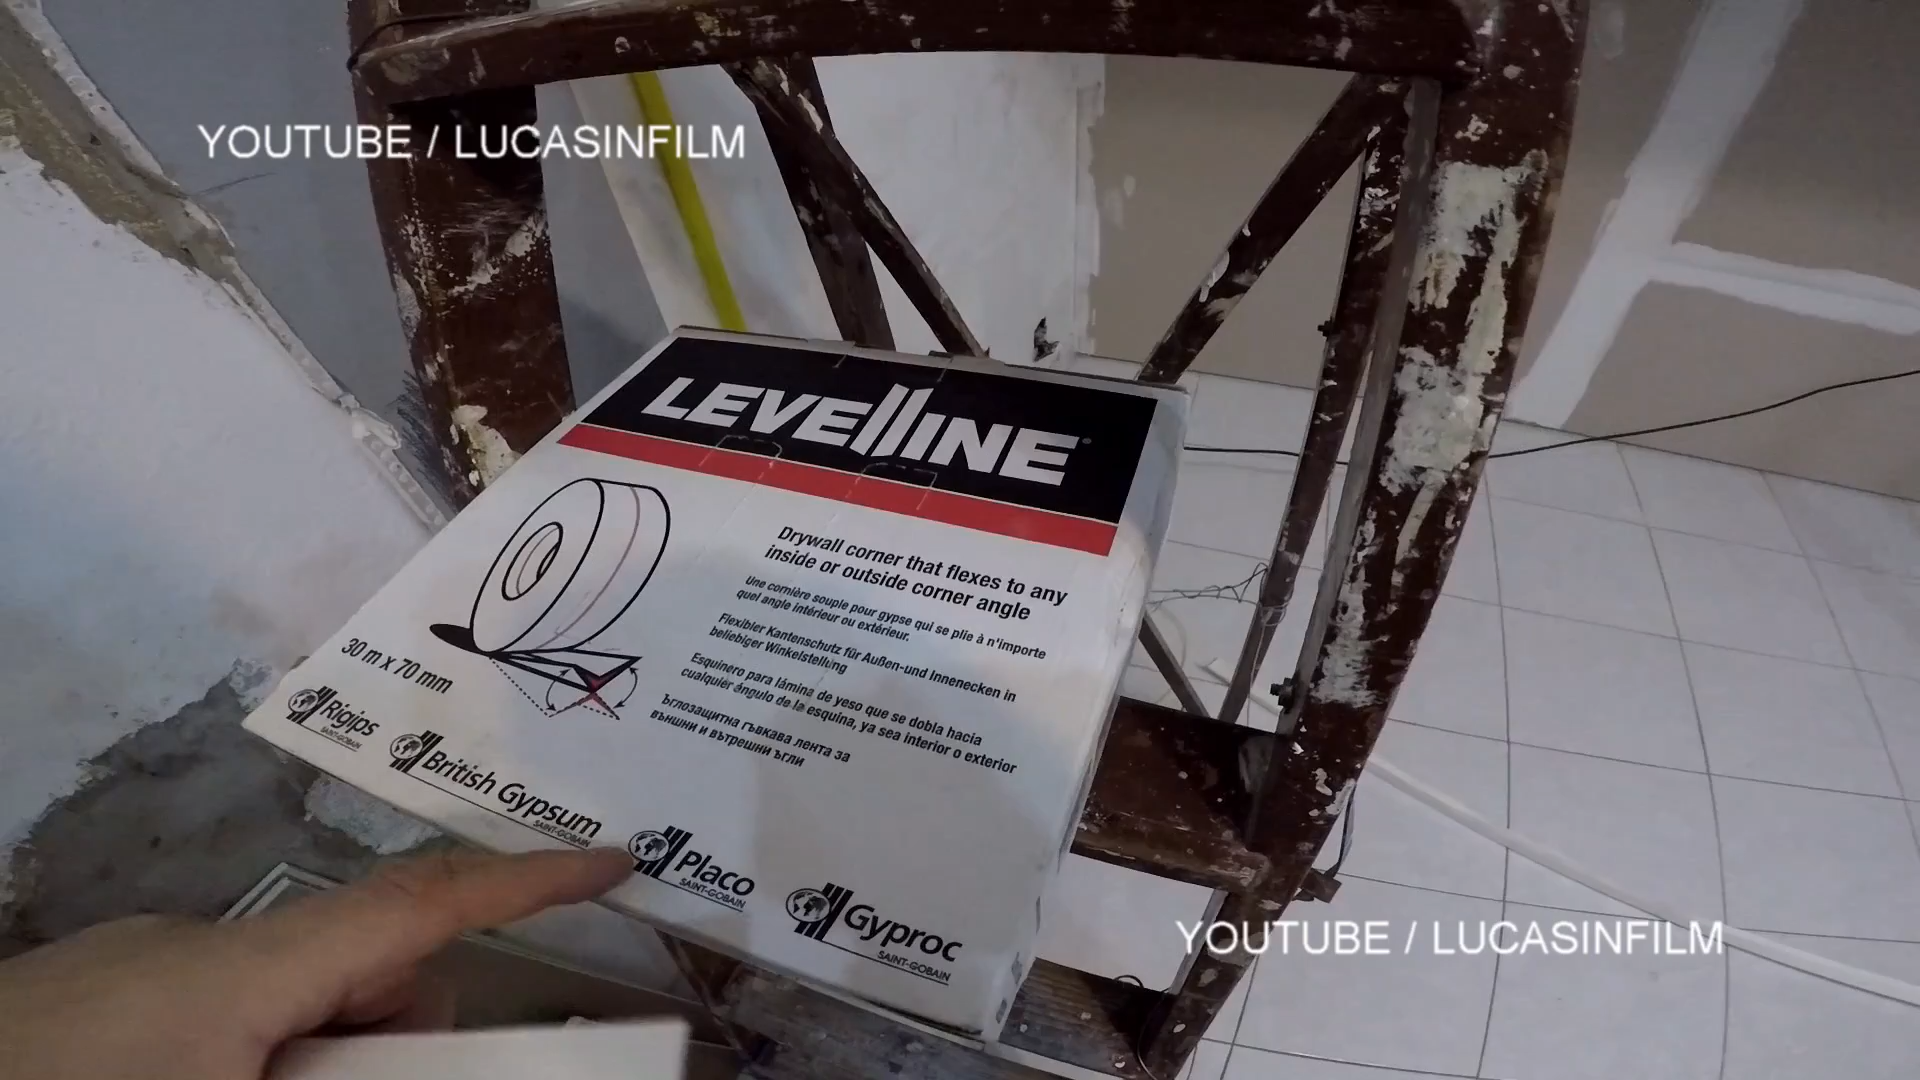 YOUTUBE / LUCASINFILM
LEVELLINE
Drywall corner that flexes to any
inside or outside corner angle
Une cornière souple pour gypse qui se plie à n'importe
quel angle intérieur ou extérieur.
Flexibler Kantenschutz für Außen-und Innenecken in
beliebiger Winkelstellung
Esquinero para lámina de yeso que se dobla hacia
cualquier ángulo de la esquina, ya sea interior o exterior
Ъглозащитна гъвкава лента за
външни и вътрешни ъгли
30 m x 70 mm
Rigips
SAINT-GOBAIN
British Gypsum
SAINT-GOBAIN
Placo
SAINT-GOBAIN
Gyproc
SAINT-GOBAIN
YOUTUBE / LUCASINFILM